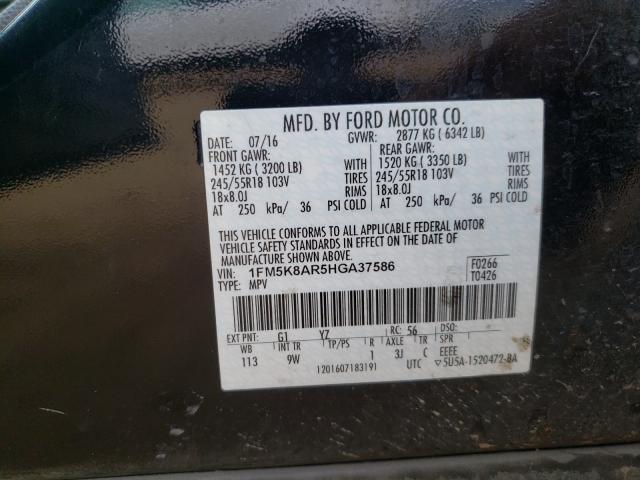 MFD. BY FORD MOTOR CO.
DATE: 07/16 GVWR: 2877 KG ( 6342 LB)
FRONT GAWR: REAR GAWR:
1452 KG ( 3200 LB) WITH 1520 KG ( 3350 LB) WITH
245/55R18 103V TIRES 245/55R18 103V TIRES
18x8.0J RIMS 18x8.0J RIMS
AT 250 kPa/ 36 PSI COLD AT 250 kPa/ 36 PSI COLD
THIS VEHICLE CONFORMS TO ALL APPLICABLE FEDERAL MOTOR
VEHICLE SAFETY STANDARDS IN EFFECT ON THE DATE OF
MANUFACTURE SHOWN ABOVE.
VIN: 1FM5K8AR5HGA37586 F0266
TYPE: MPV T0426
EXT PNT: G1 Y7 RC: 56 DSO:
WB INT TR TP/PS R AXLE TR SPR
113 9W 1 3J C EEEE
1201607183191 UTC ▽5U5A-1520472-BA